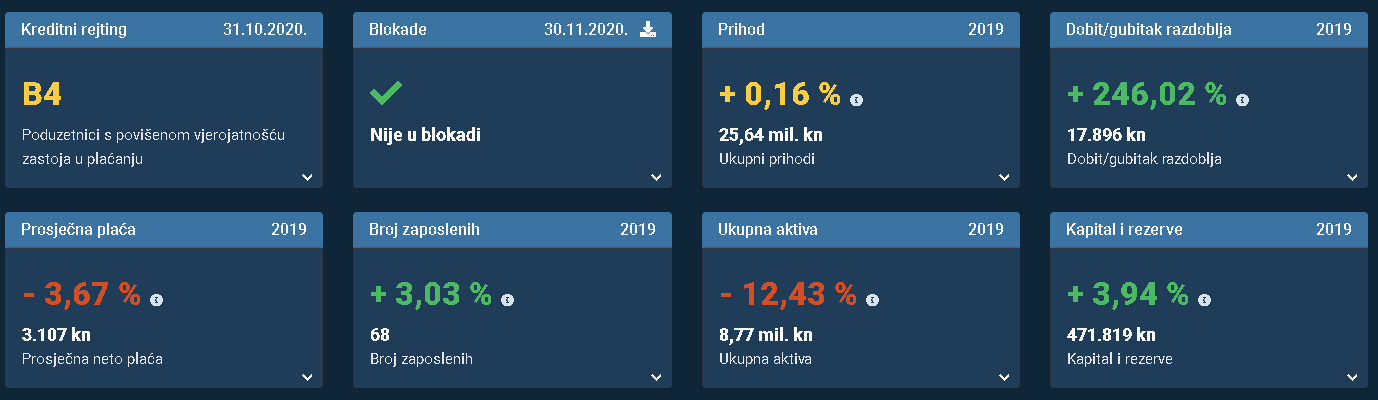 Kreditni rejting 31.10.2020.
B4
Poduzetnici s povišenom vjerojatnošću
zastoja u plaćanju
Blokade 30.11.2020.
Nije u blokadi
Prihod 2019
+ 0,16 %
25,64 mil. kn
Ukupni prihodi
Dobit/gubitak razdoblja 2019
+ 246,02 %
17.896 kn
Dobit/gubitak razdoblja
Prosječna plaća 2019
- 3,67 %
3.107 kn
Prosječna neto plaća
Broj zaposlenih 2019
+ 3,03 %
68
Broj zaposlenih
Ukupna aktiva 2019
- 12,43 %
8,77 mil. kn
Ukupna aktiva
Kapital i rezerve 2019
+ 3,94 %
471.819 kn
Kapital i rezerve